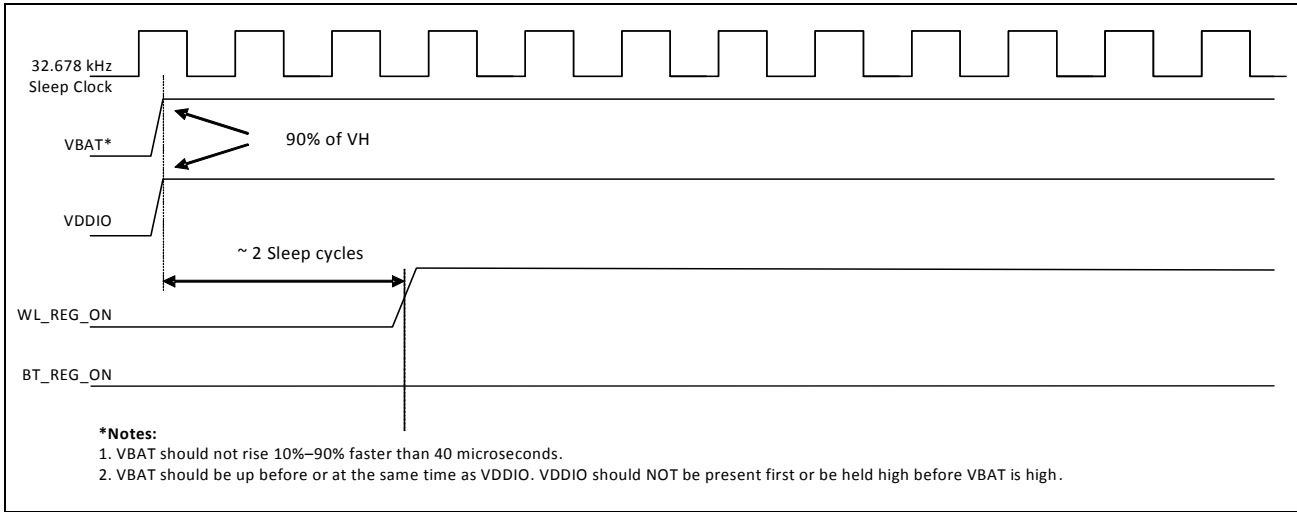 32.678 kHz
Sleep Clock
VBAT*
90% of VH
VDDIO
~ 2 Sleep cycles
WL_REG_ON
BT_REG_ON
*Notes:
1. VBAT should not rise 10%–90% faster than 40 microseconds.
2. VBAT should be up before or at the same time as VDDIO. VDDIO should NOT be present first or be held high before VBAT is high.